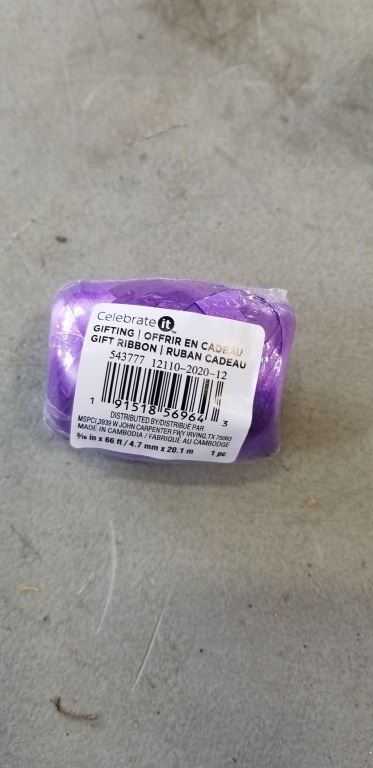 Celebrate it™
GIFTING | OFFRIR EN CADEAU
GIFT RIBBON | RUBAN CADEAU
543777 12110-2020-12
1 91518 56964 3
DISTRIBUTED BY/DISTRIBUÉ PAR
MSPCI,3939 W JOHN CARPENTER FWY IRVING, TX 75063
MADE IN CAMBODIA / FABRIQUÉ AU CAMBODGE
3/16 in x 66 ft / 4.7 mm x 20.1 m 1 pc